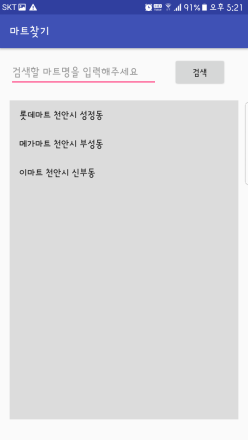 SKT 91% 오후 5:21
마트찾기
검색할 마트명을 입력해주세요 검색
롯데마트 천안시 성정동
메가마트 천안시 부성동
이마트 천안시 신부동